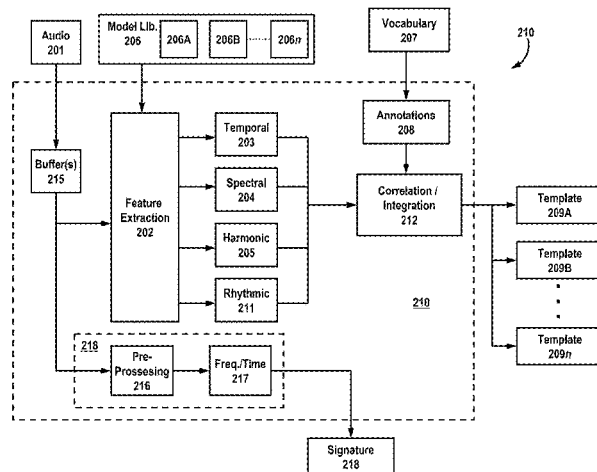 Audio
201
Model Lib.
206
206A
206B
206n
Vocabulary
207
210
Buffer(s)
215
Feature
Extraction
202
Temporal
203
Spectral
204
Harmonic
205
Rhythmic
211
Annotations
208
Correlation /
Integration
212
Template
209A
Template
209B
Template
209n
210
218
Pre-
Prossesing
216
Freq./Time
217
Signature
218